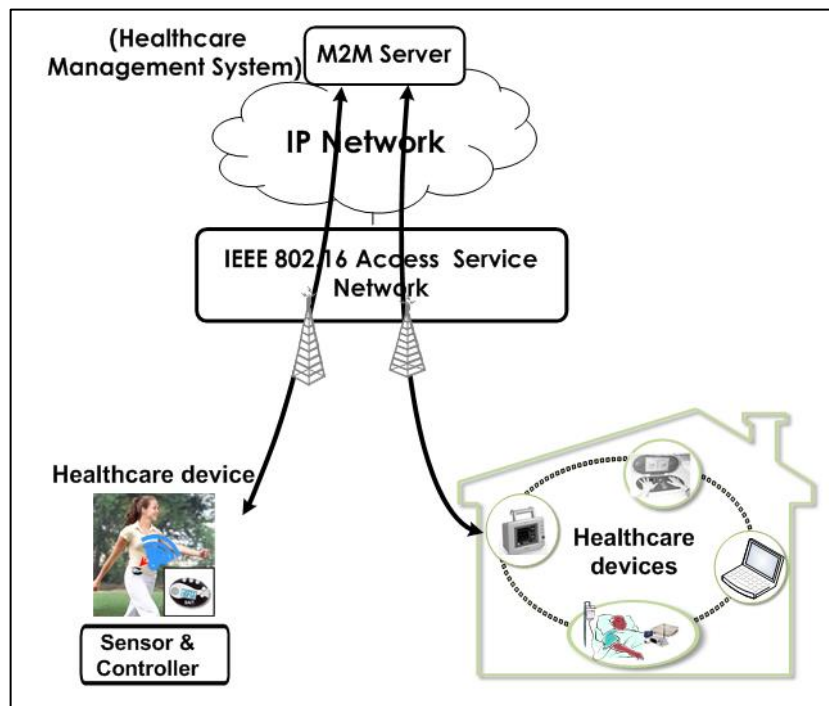 (Healthcare
Management System)
M2M Server
IP Network
IEEE 802.16 Access Service
Network
Healthcare device
Sensor &
Controller
Healthcare
devices